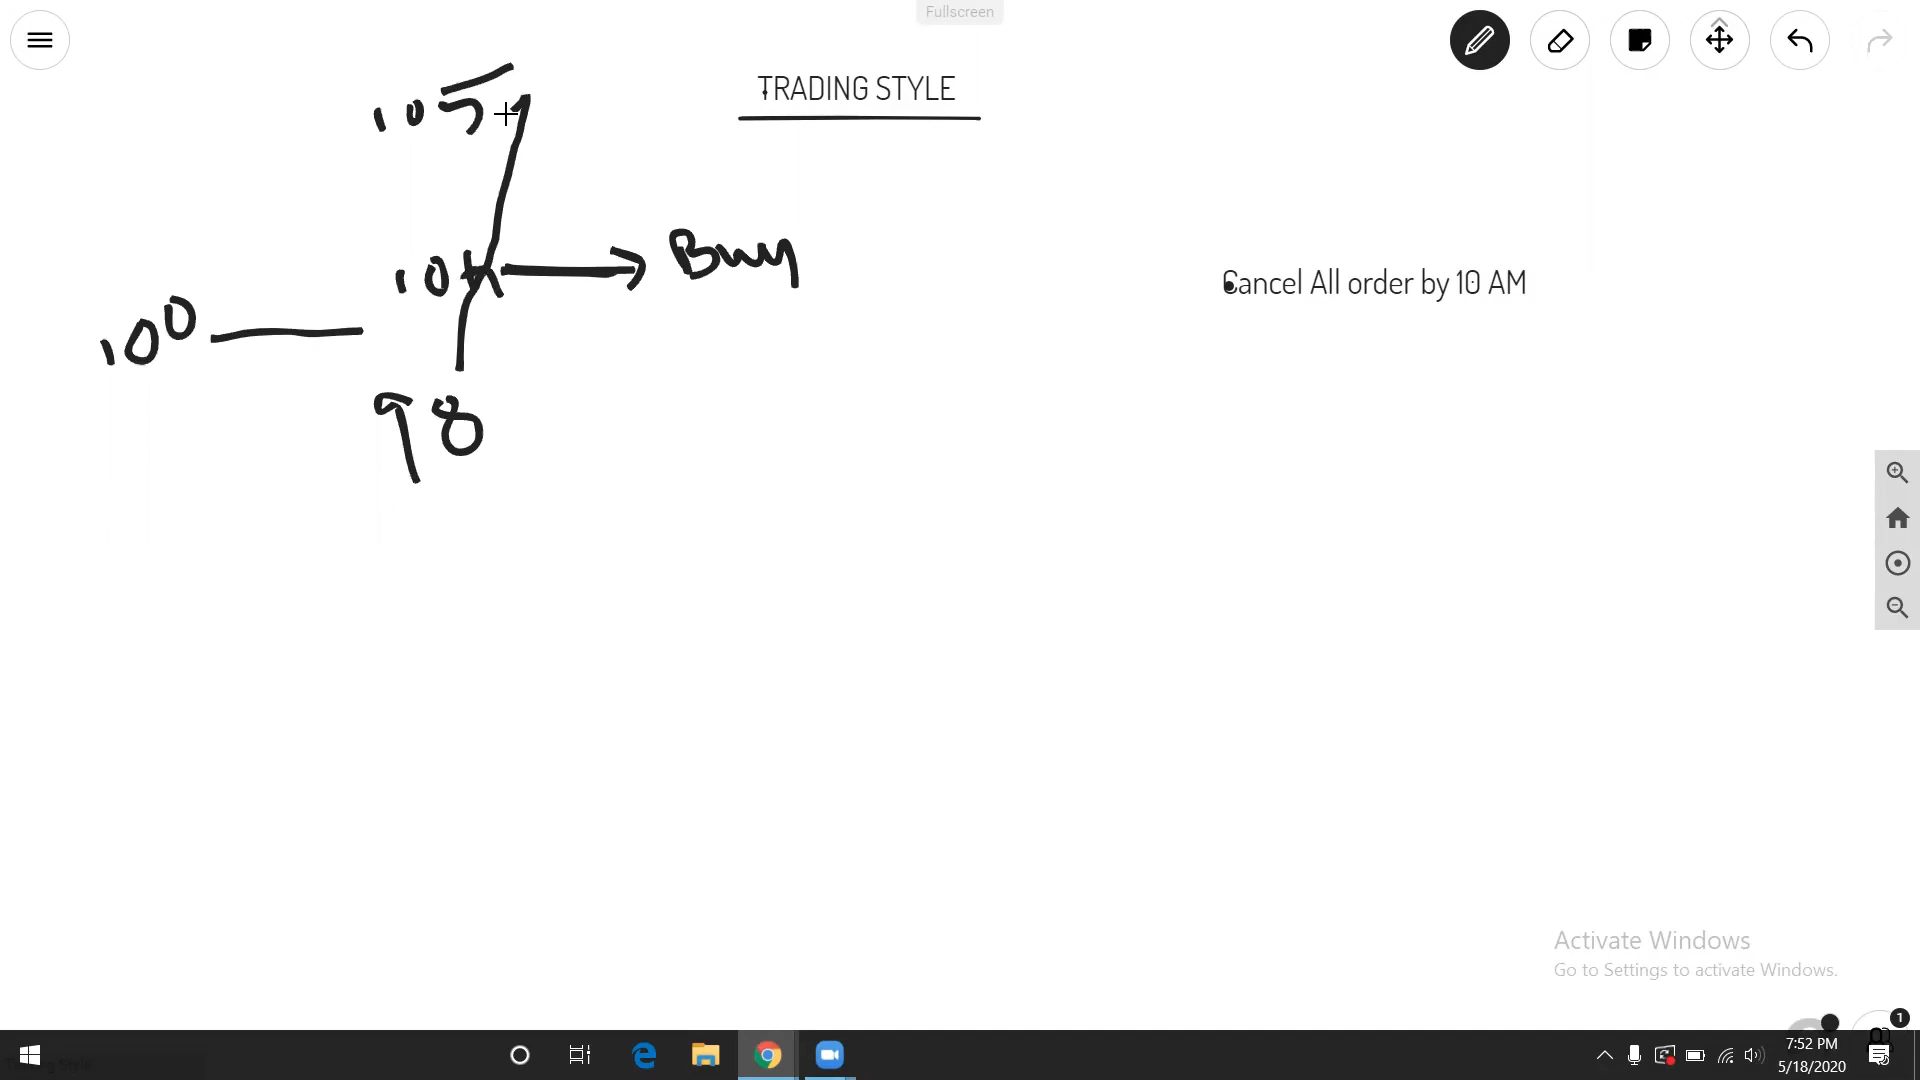 Fullscreen
TRADING STYLE
105
Buy
Cancel All order by 10 AM
100
98
Activate Windows
Go to Settings to activate Windows.
1
7:52 PM
5/18/2020